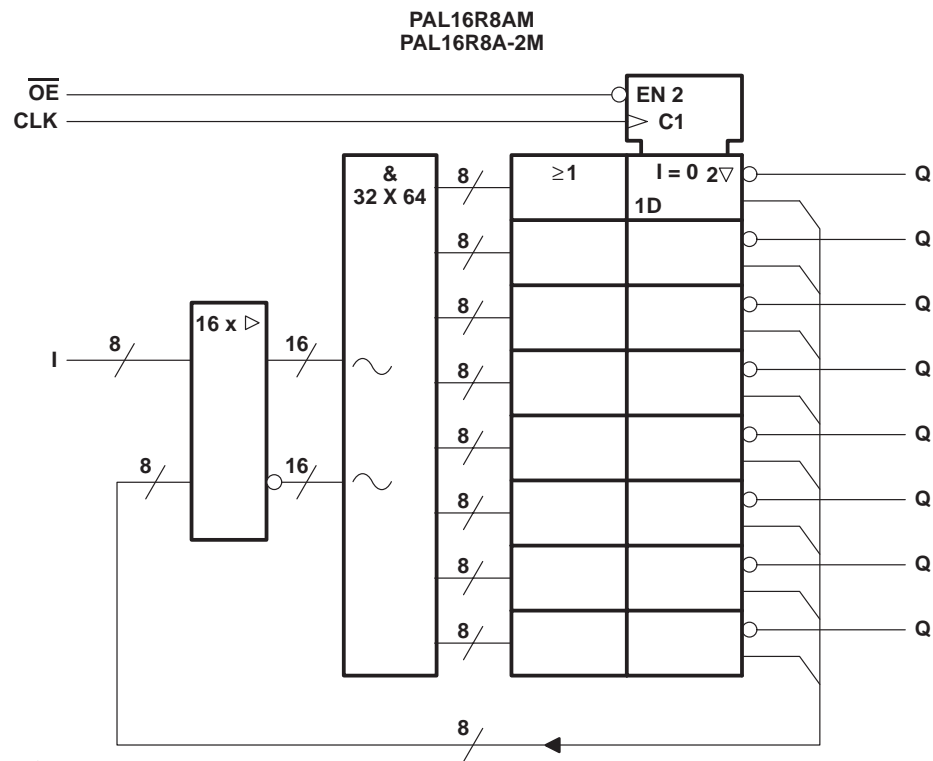 PAL16R8AM
PAL16R8A-2M
OE
CLK
EN 2
C1
&
32 X 64
8
≥1
I = 0 2▽
1D
Q
8
Q
8
Q
16 x ▷
I
8
16
8
Q
8
16
8
Q
8
Q
8
Q
8
Q
8